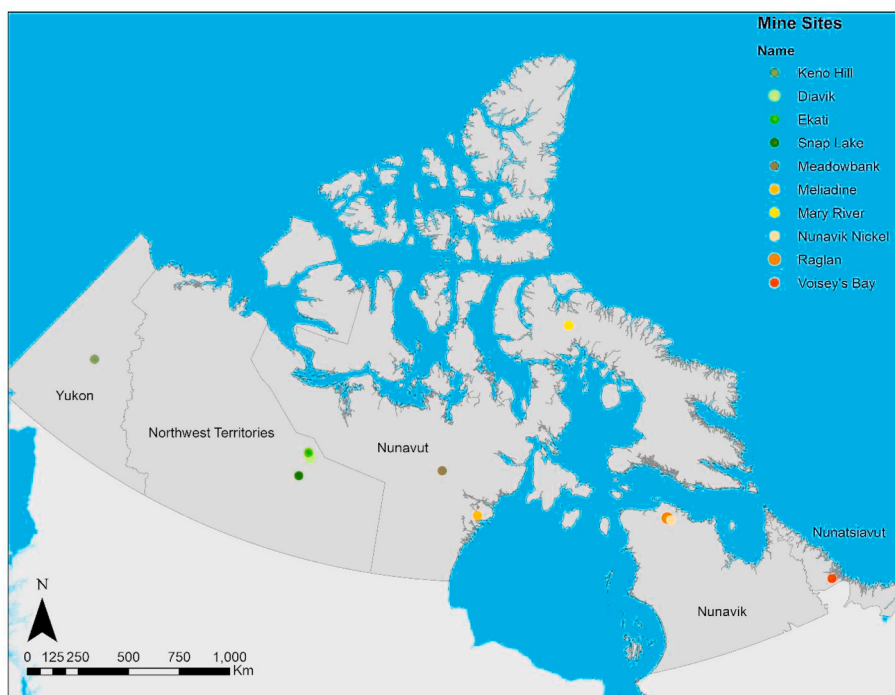 Mine Sites
Name
Keno Hill
Diavik
Ekati
Snap Lake
Meadowbank
Meliadine
Mary River
Nunavik Nickel
Raglan
Voisey's Bay
Yukon
Northwest Territories
Nunavut
Nunatsiavut
Nunavik
N
0 125 250 500 750 1,000
Km